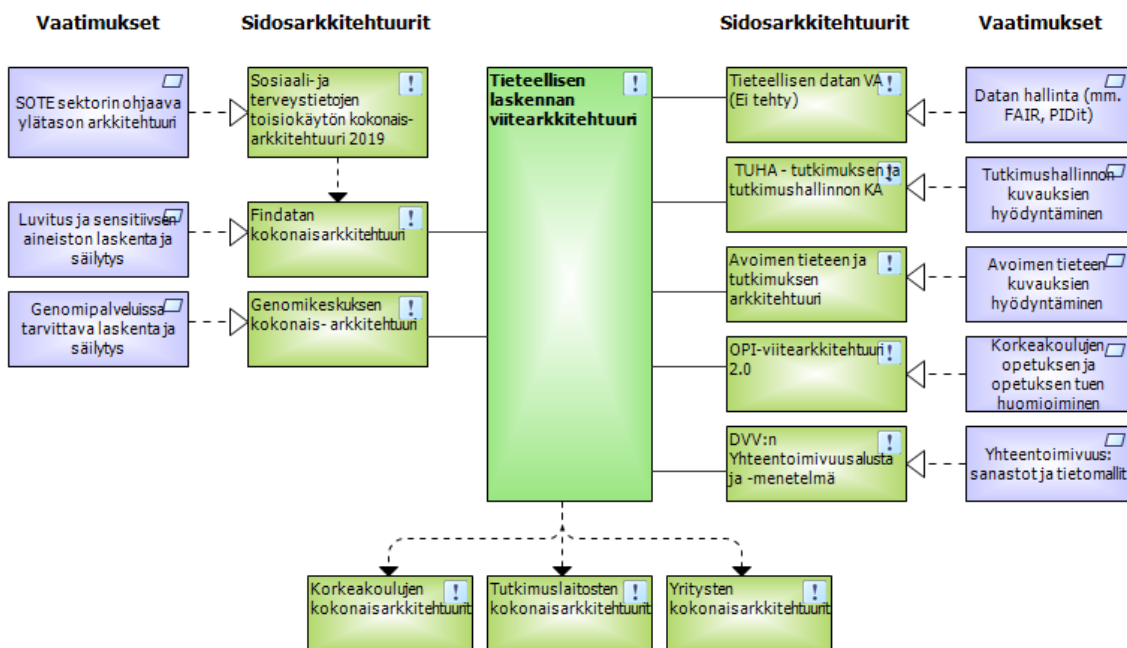 Vaatimukset
Sidosarkkitehtuurit
Sidosarkkitehtuurit
Vaatimukset
SOTE sektorin ohjaava
ylätason arkkitehtuuri
Sosiaali- ja
terveystietojen
toisiokäytön kokonais-
arkkitehtuuri 2019
Tieteellisen
laskennan
viitearkkitehtuuri
Tieteellisen datan VA
(Ei tehty)
Datan hallinta (mm.
FAIR, PIDit)
TUHA - tutkimuksen ja
tutkimushallinnon KA
Tutkimushallinnon
kuvauksien
hyödyntäminen
Luvitus ja sensitiivsen
aineiston laskenta ja
säilytys
Findatan
kokonaisarkkitehtuuri
Avoimen tieteen ja
tutkimuksen
arkkitehtuuri
Avoimen tieteen
kuvauksien
hyödyntäminen
Genomipalveluissa
tarvittava laskenta ja
säilytys
Genomikeskuksen
kokonais- arkkitehtuuri
OPI-viitearkkitehtuuri
2.0
Korkeakoulujen
opetuksen ja
opetuksen tuen
huomioiminen
DVV:n
Yhteentoimivuusalusta
ja -menetelmä
Yhteentoimivuus:
sanastot ja tietomallit
Korkeakoulujen
kokonaisarkkitehtuurit
Tutkimuslaitosten
kokonaisarkkitehtuurit
Yritysten
kokonaisarkkitehtuurit